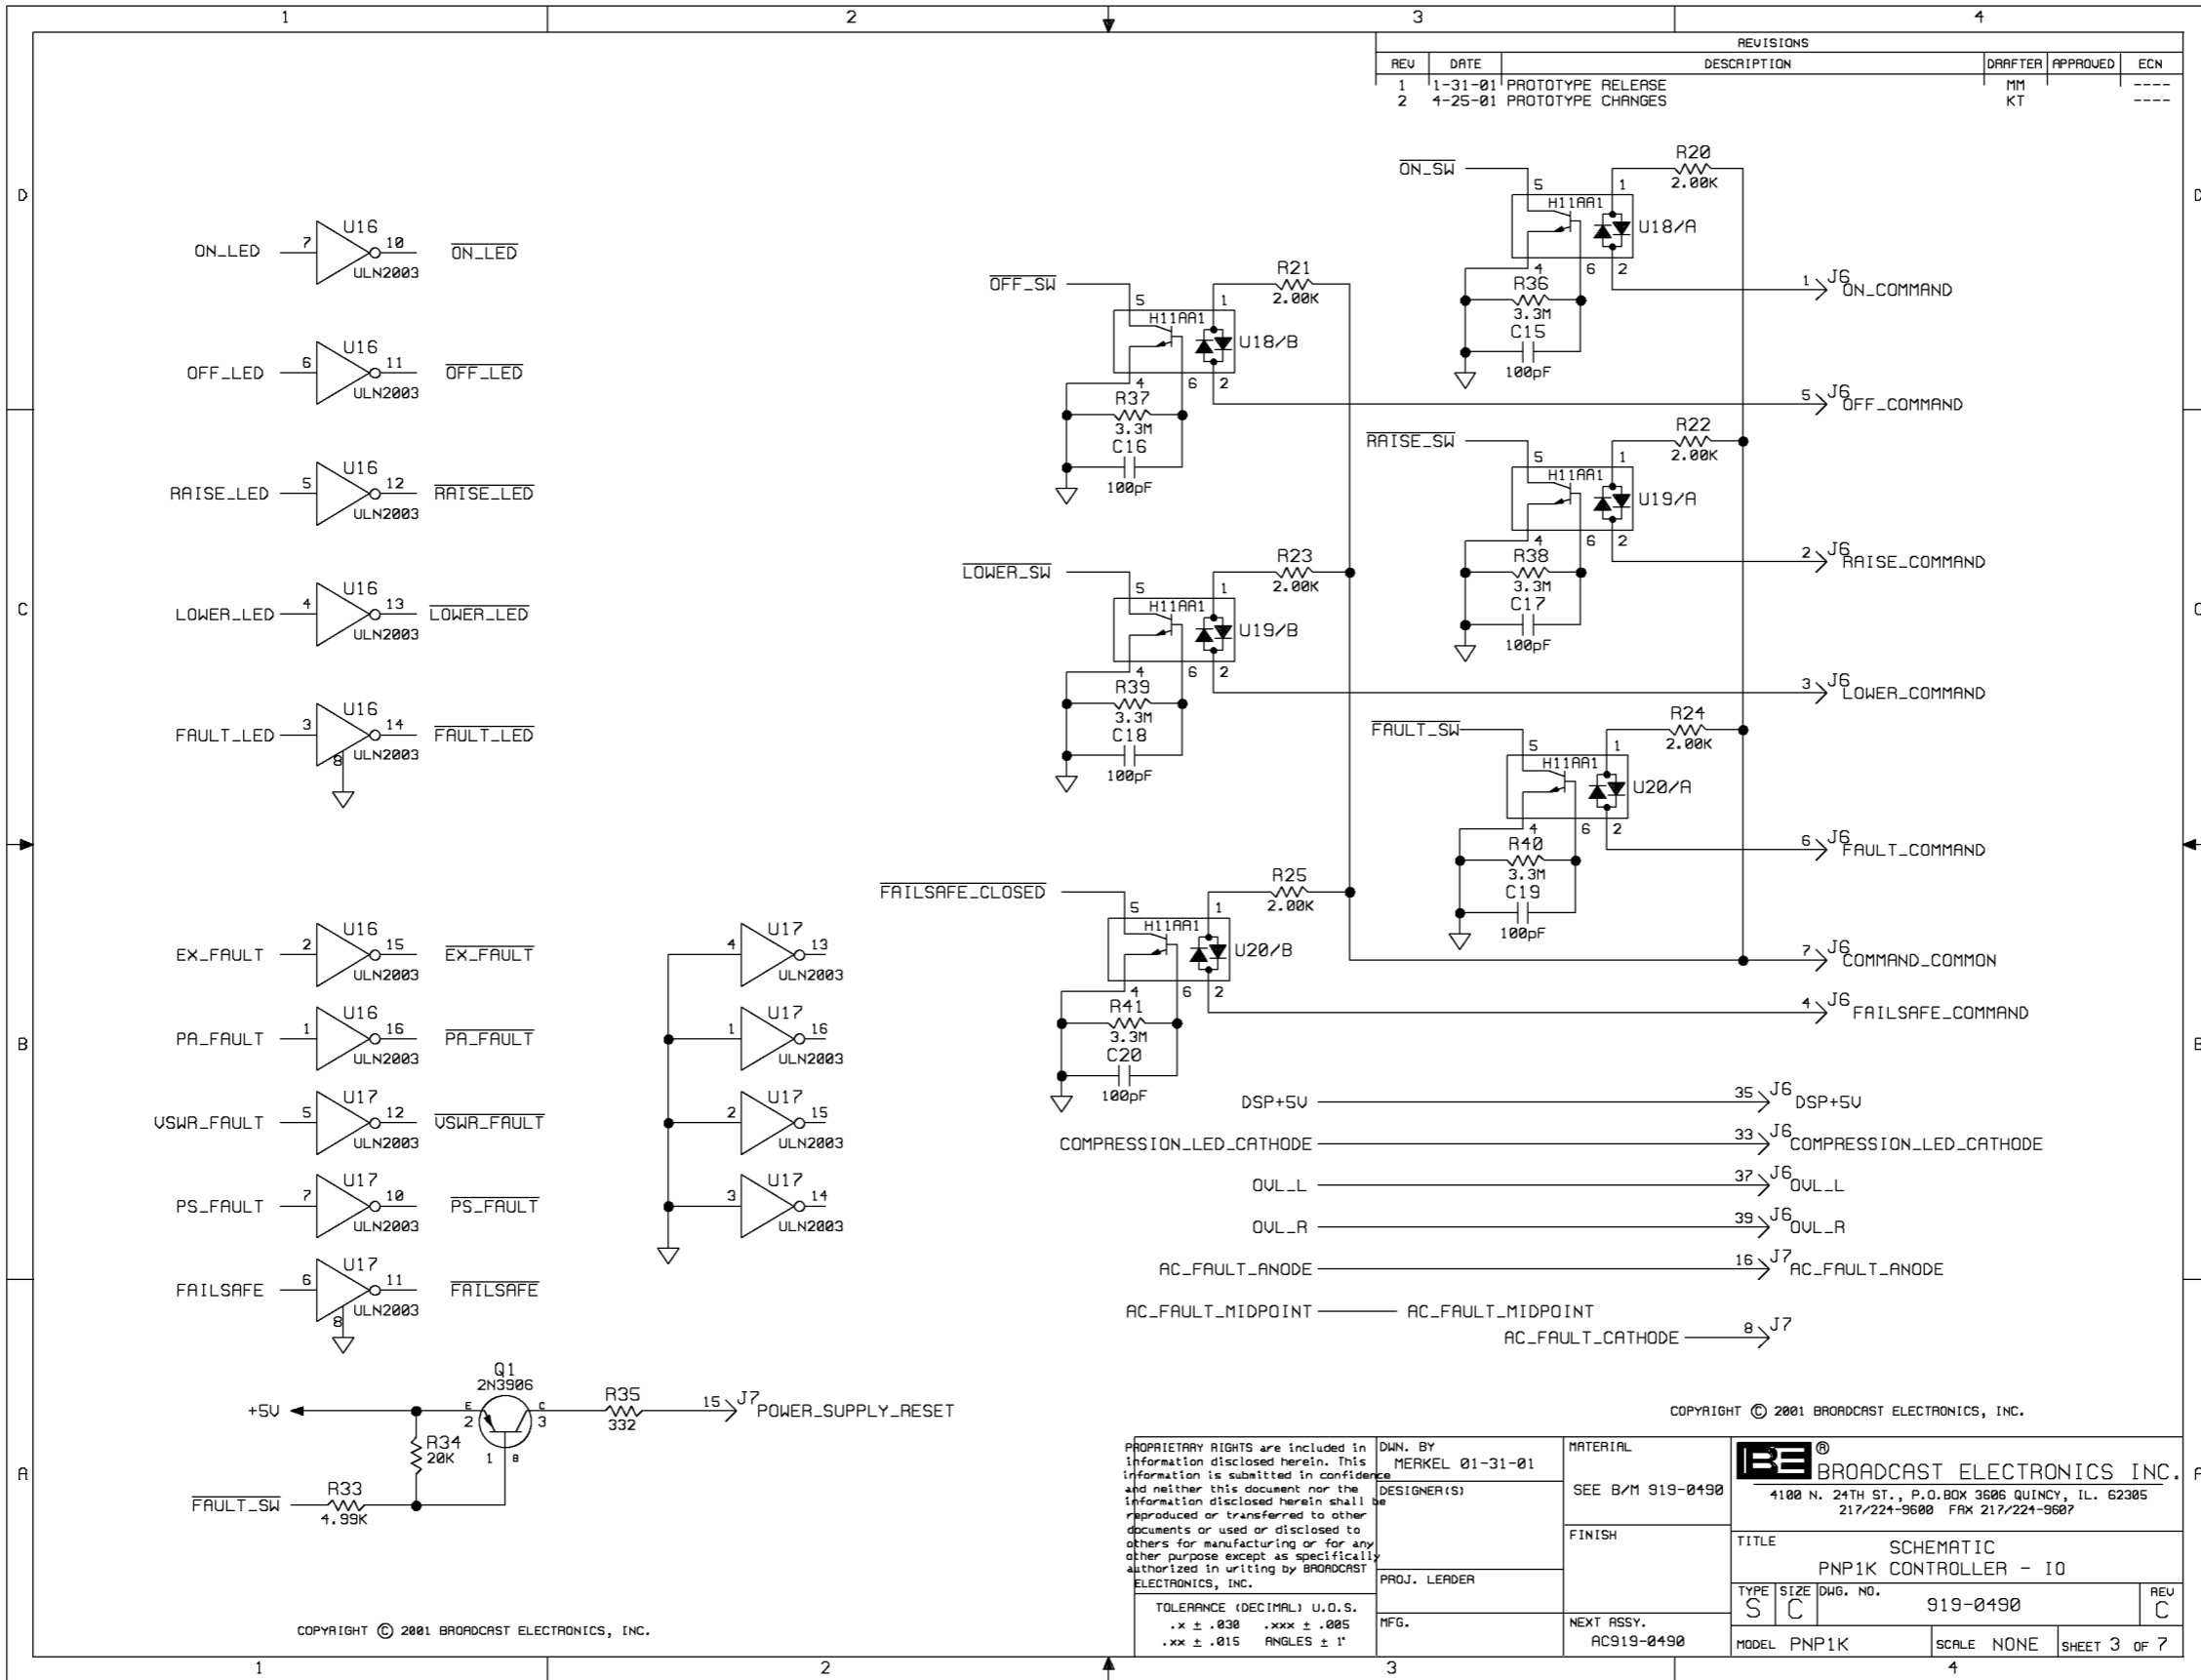 1 2 3 4
REVISIONS
REV DATE DESCRIPTION DRAFTER APPROVED ECN
1 1-31-01 PROTOTYPE RELEASE MM ----
2 4-25-01 PROTOTYPE CHANGES KT ----
D
C
B
A
D
C
B
A
ON_LED 7 U16 10 ON_LED
ULN2003
OFF_LED 6 U16 11 OFF_LED
ULN2003
RAISE_LED 5 U16 12 RAISE_LED
ULN2003
LOWER_LED 4 U16 13 LOWER_LED
ULN2003
FAULT_LED 3 U16 14 FAULT_LED
8 ULN2003
EX_FAULT 2 U16 15 EX_FAULT
ULN2003
PA_FAULT 1 U16 16 PA_FAULT
ULN2003
VSWR_FAULT 5 U17 12 VSWR_FAULT
ULN2003
PS_FAULT 7 U17 10 PS_FAULT
ULN2003
FAILSAFE 6 U17 11 FAILSAFE
8 ULN2003
4 U17 13
ULN2003
1 U17 16
ULN2003
2 U17 15
ULN2003
3 U17 14
ULN2003
ON_SW
R20
2.00K
5 1
H11AA1
U18/A
4 6 2
R36
3.3M
C15
100pF
1 J6 ON_COMMAND
OFF_SW
R21
2.00K
5 1
H11AA1
U18/B
4 6 2
R37
3.3M
C16
100pF
5 J6 OFF_COMMAND
RAISE_SW
R22
2.00K
5 1
H11AA1
U19/A
4 6 2
R38
3.3M
C17
100pF
2 J6 RAISE_COMMAND
LOWER_SW
R23
2.00K
5 1
H11AA1
U19/B
4 6 2
R39
3.3M
C18
100pF
3 J6 LOWER_COMMAND
FAULT_SW
R24
2.00K
5 1
H11AA1
U20/A
4 6 2
R40
3.3M
C19
100pF
6 J6 FAULT_COMMAND
FAILSAFE_CLOSED
R25
2.00K
5 1
H11AA1
U20/B
4 6 2
R41
3.3M
C20
100pF
7 J6 COMMAND_COMMON
4 J6 FAILSAFE_COMMAND
DSP+5V 35 J6 DSP+5V
COMPRESSION_LED_CATHODE 33 J6 COMPRESSION_LED_CATHODE
OVL_L 37 J6 OVL_L
OVL_R 39 J6 OVL_R
AC_FAULT_ANODE 16 J7 AC_FAULT_ANODE
AC_FAULT_MIDPOINT AC_FAULT_MIDPOINT
AC_FAULT_CATHODE 8 J7
Q1
2N3906
+5V E 2 C 3 R35 332 15 J7 POWER_SUPPLY_RESET
R34
20K
1 B
FAULT_SW R33
4.99K
COPYRIGHT © 2001 BROADCAST ELECTRONICS, INC.
COPYRIGHT © 2001 BROADCAST ELECTRONICS, INC.
PROPRIETARY RIGHTS are included in
information disclosed herein. This
information is submitted in confidence
and neither this document nor the
information disclosed herein shall be
reproduced or transferred to other
documents or used or disclosed to
others for manufacturing or for any
other purpose except as specifically
authorized in writing by BROADCAST
ELECTRONICS, INC.
TOLERANCE (DECIMAL) U.O.S.
.x ± .030 .xxx ± .005
.xx ± .015 ANGLES ± 1°
DWN. BY
MERKEL 01-31-01
DESIGNER(S)
PROJ. LEADER
MFG.
MATERIAL
SEE B/M 919-0490
FINISH
NEXT ASSY.
AC919-0490
BE ®
BROADCAST ELECTRONICS INC.
4100 N. 24TH ST., P.O.BOX 3606 QUINCY, IL. 62305
217/224-9600 FAX 217/224-9607
TITLE
SCHEMATIC
PNP1K CONTROLLER - IO
TYPE SIZE DWG. NO. REV
S C 919-0490 C
MODEL PNP1K SCALE NONE SHEET 3 OF 7
1 2 3 4